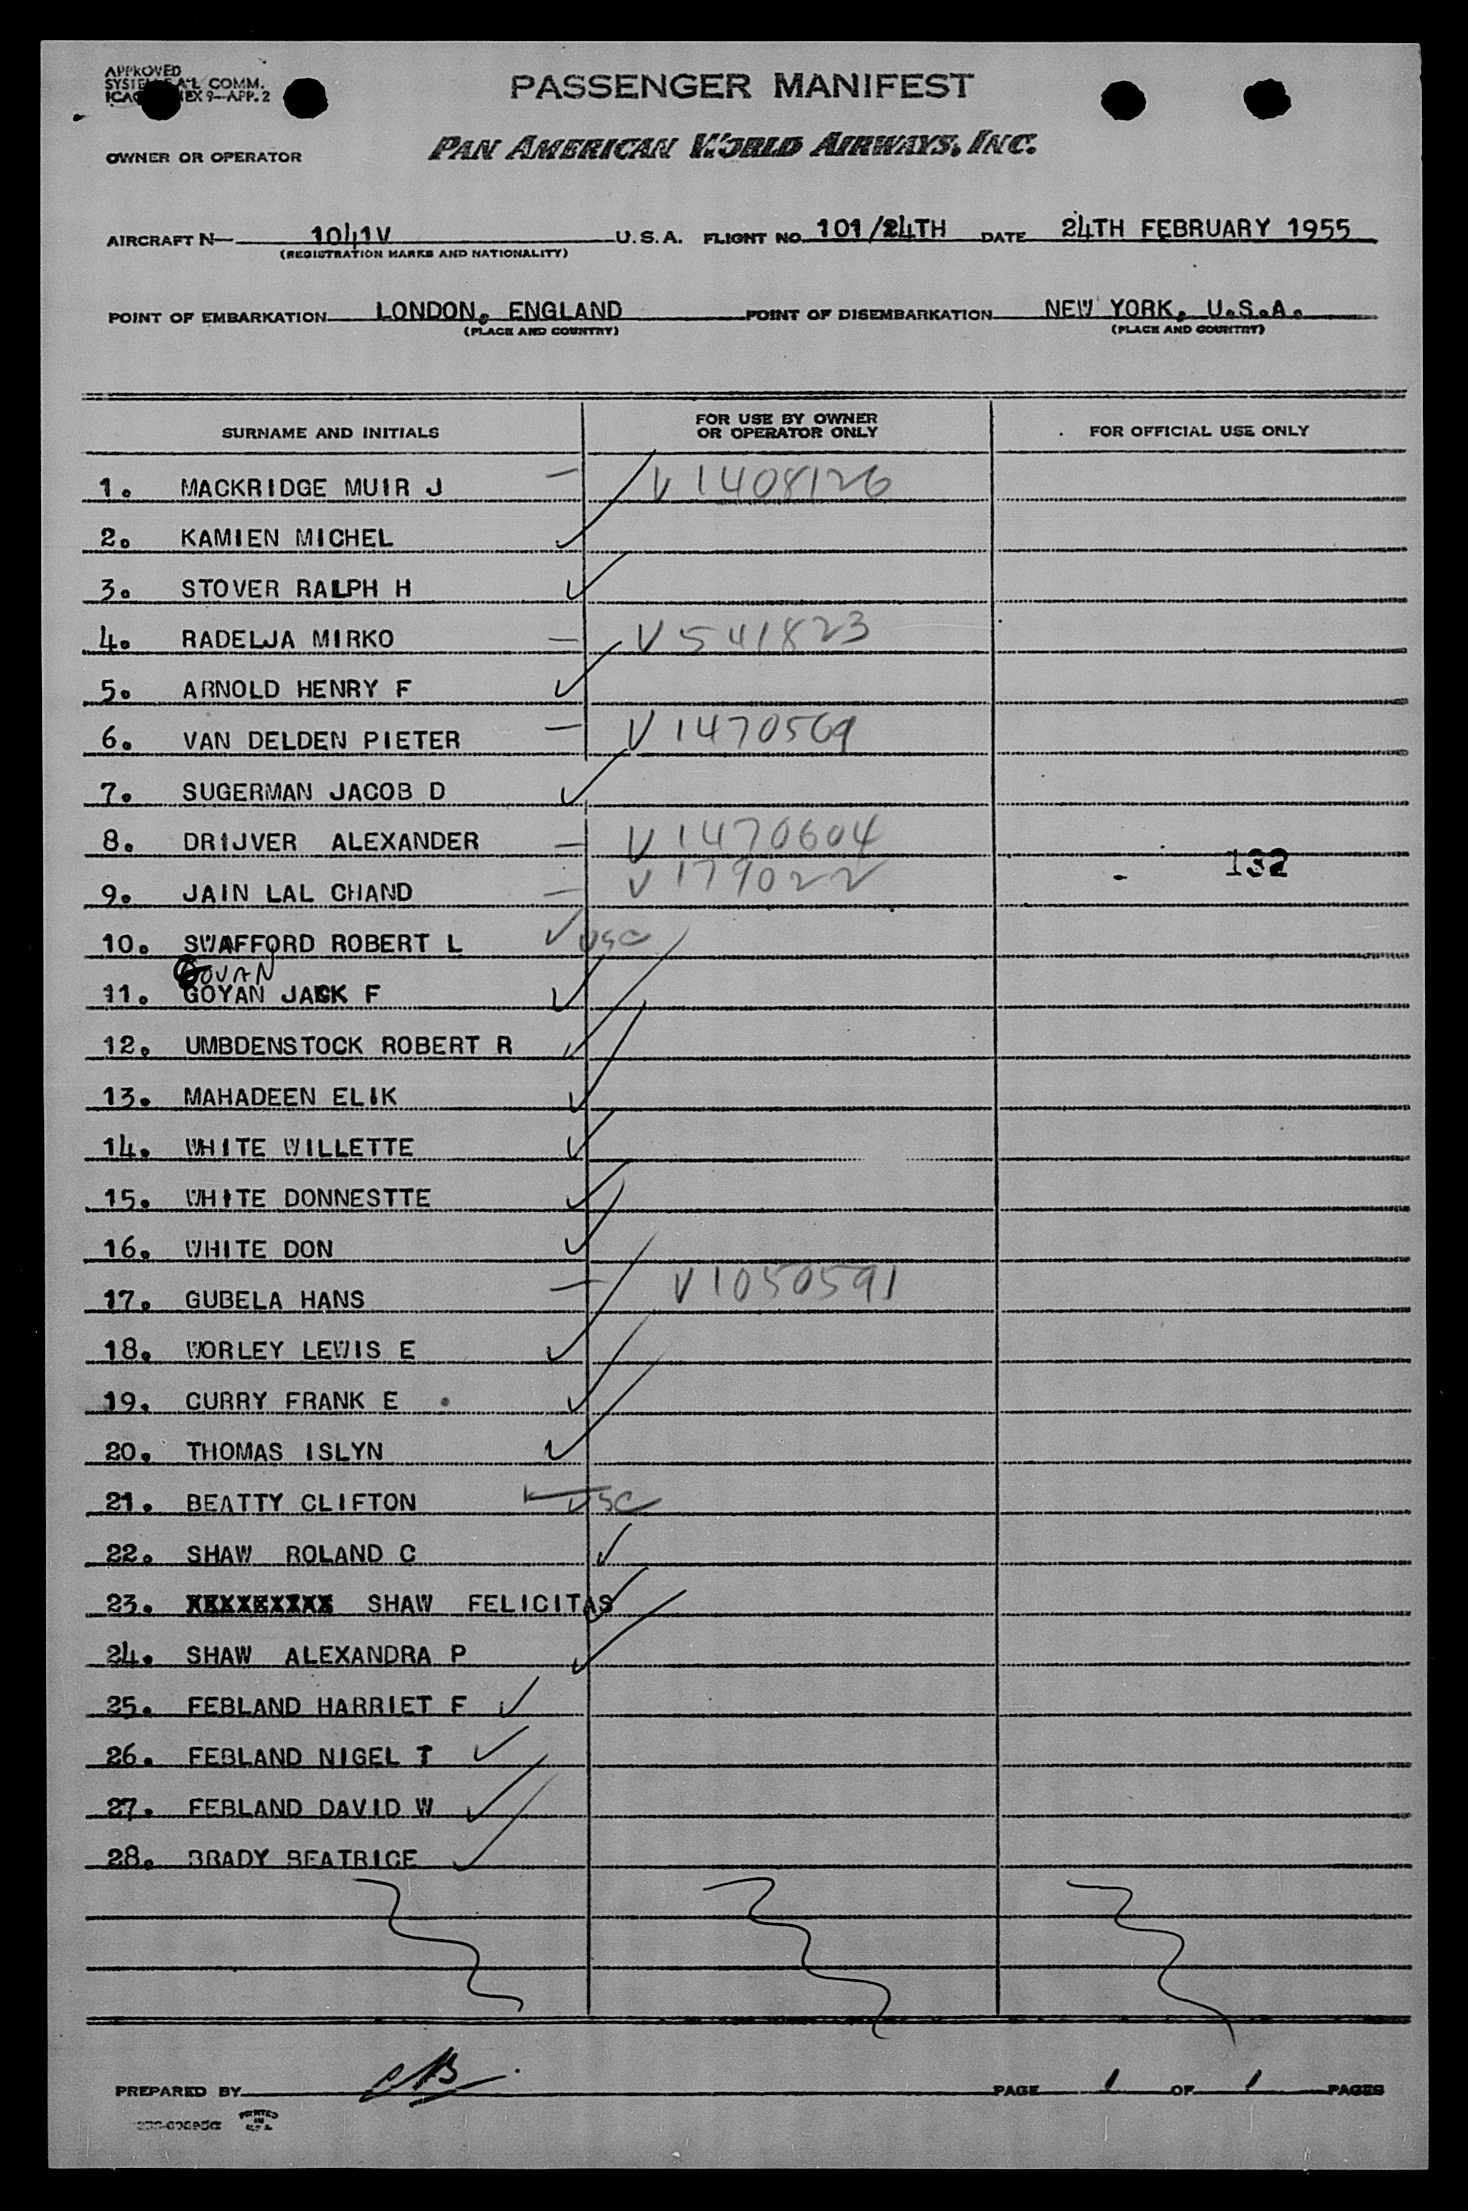 APPROVED
COMM.
9—APP. 2
PASSENGER MANIFEST
OWNER OR OPERATOR
PAN AMERICAN WORLD AIRWAYS, INC.
AIRCRAFT N— 1041V U.S.A. FLIGHT NO. 101/24TH DATE 24TH FEBRUARY 1955
(REGISTRATION MARKS AND NATIONALITY)
POINT OF EMBARKATION LONDON, ENGLAND POINT OF DISEMBARKATION NEW YORK, U.S.A.
(PLACE AND COUNTRY) (PLACE AND COUNTRY)
SURNAME AND INITIALS FOR USE BY OWNER OR OPERATOR ONLY FOR OFFICIAL USE ONLY
1. MACKRIDGE MUIR J — V1408126
2. KAMIEN MICHEL ✓
3. STOVER RALPH H ✓
4. RADELJA MIRKO — V541823
5. ARNOLD HENRY F ✓
6. VAN DELDEN PIETER — V1470569
7. SUGERMAN JACOB D ✓
8. DRIJVER ALEXANDER — V1470604
132
9. JAIN LAL CHAND — V179022
10. SWAFFORD ROBERT L ✓ USC
GOVAN
11. GOYAN JACK F ✓
12. UMBDENSTOCK ROBERT R ✓
13. MAHADEEN ELIK ✓
14. WHITE WILLETTE ✓
15. WHITE DONNESTTE ✓
16. WHITE DON ✓
17. GUBELA HANS — V1050591
18. WORLEY LEWIS E ✓
19. CURRY FRANK E ✓
20. THOMAS ISLYN ✓
21. BEATTY CLIFTON USC
22. SHAW ROLAND C ✓
23. SHAW FELICITAS ✓
24. SHAW ALEXANDRA P ✓
25. FEBLAND HARRIET F ✓
26. FEBLAND NIGEL T ✓
27. FEBLAND DAVID W ✓
28. BRADY BEATRICE ✓
PREPARED BY PAGE 1 OF 1 PAGES
PRINTED IN U.S.A.